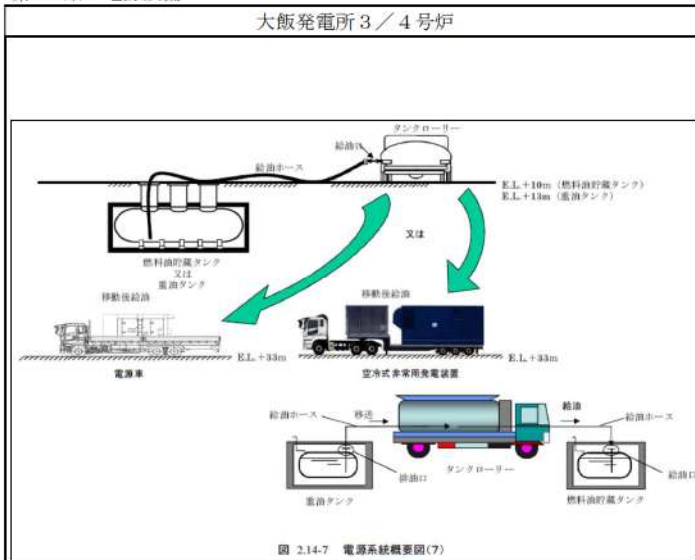 大飯発電所3／4号炉
タンクローリー
給油口
給油ホース
E.L.+10m（燃料油貯蔵タンク）
E.L.+13m（重油タンク）
又は
燃料油貯蔵タンク
又は
重油タンク
移動後給油
移動後給油
E.L.+33m
E.L.+33m
電源車
空冷式非常用発電装置
給油ホース
移送
給油
給油ホース
排油口
給油口
タンクローリー
重油タンク
燃料油貯蔵タンク
図 2.14-7 電源系統概要図(7)